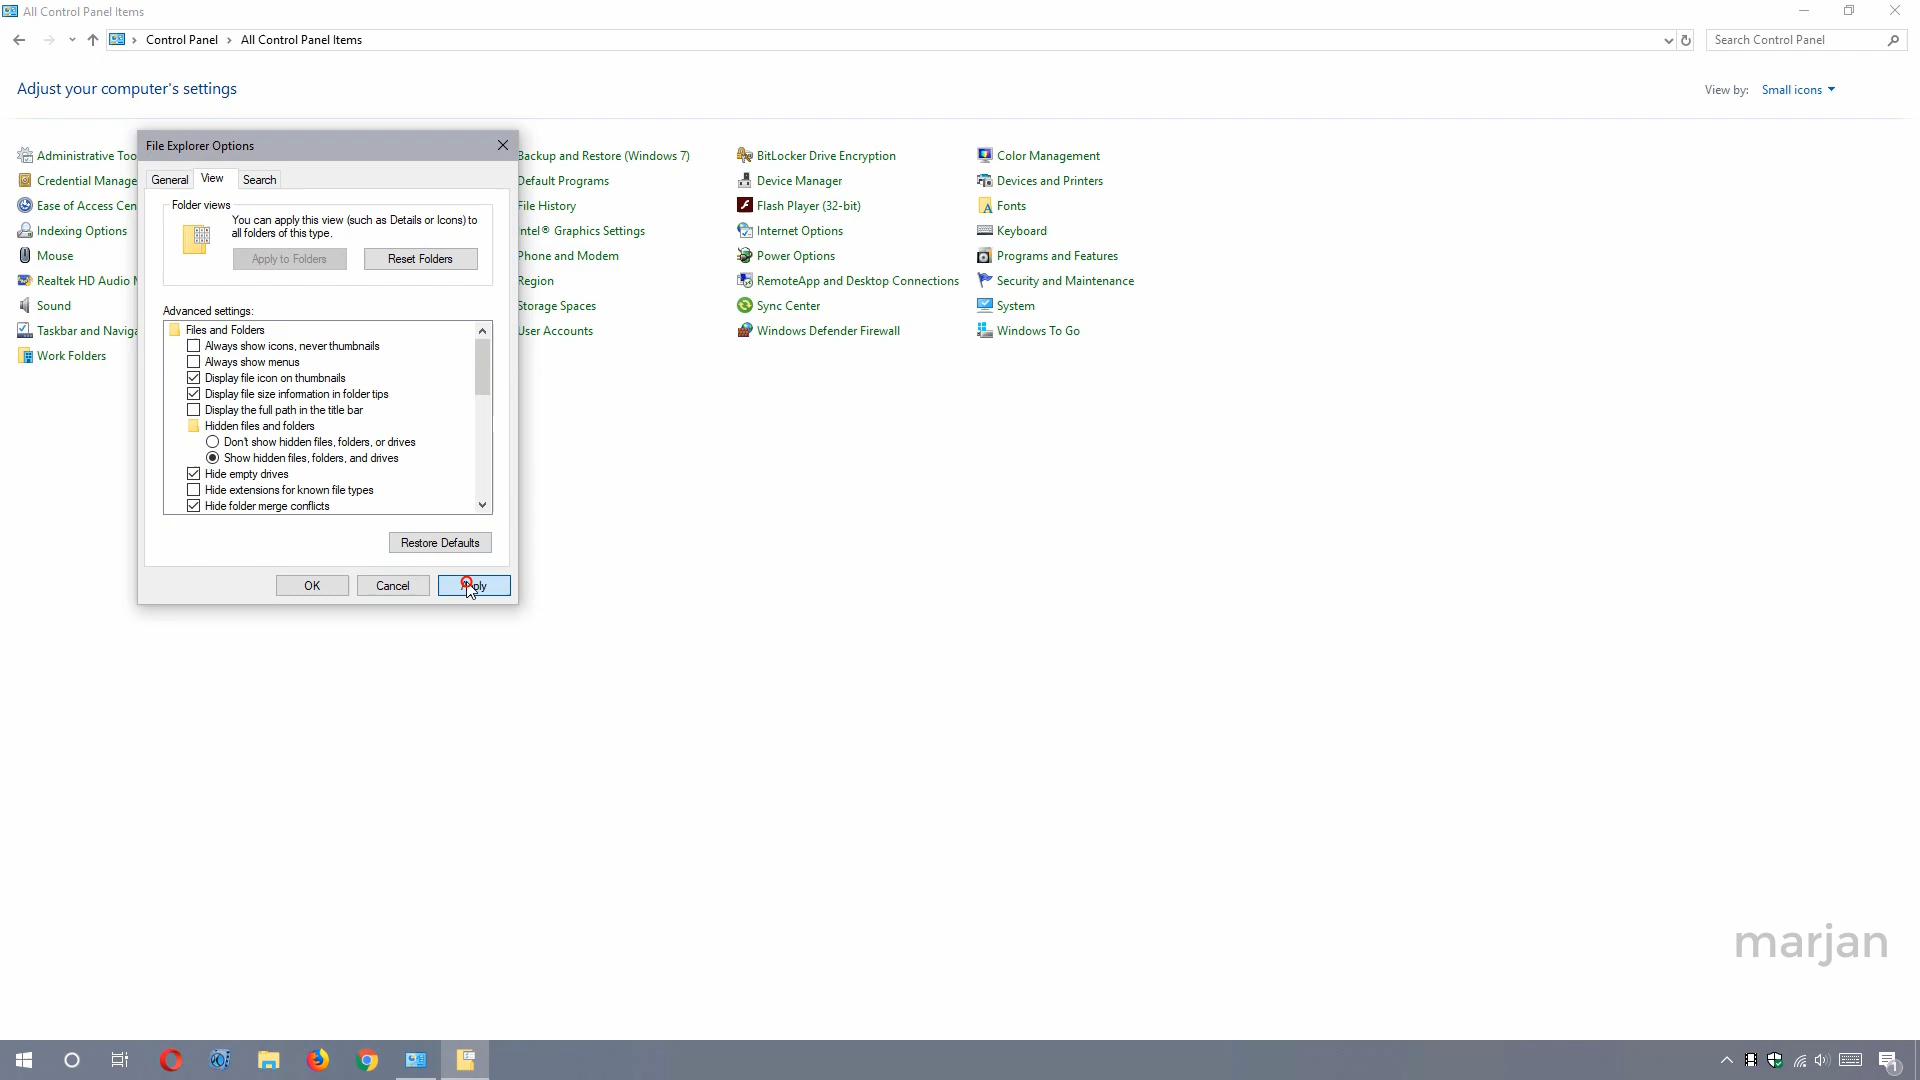 All Control Panel Items
Control Panel › All Control Panel Items
Search Control Panel
Adjust your computer's settings
View by: Small icons
Administrative Too
Credential Manage
Ease of Access Cen
Indexing Options
Mouse
Realtek HD Audio M
Sound
Taskbar and Naviga
Work Folders
File Explorer Options
General View Search
Folder views
You can apply this view (such as Details or Icons) to
all folders of this type.
Apply to Folders Reset Folders
Advanced settings:
Files and Folders
Always show icons, never thumbnails
Always show menus
Display file icon on thumbnails
Display file size information in folder tips
Display the full path in the title bar
Hidden files and folders
Don't show hidden files, folders, or drives
Show hidden files, folders, and drives
Hide empty drives
Hide extensions for known file types
Hide folder merge conflicts
Restore Defaults
OK Cancel
Backup and Restore (Windows 7)
Default Programs
File History
ntel® Graphics Settings
Phone and Modem
Region
Storage Spaces
User Accounts
BitLocker Drive Encryption
Device Manager
Flash Player (32-bit)
Internet Options
Power Options
RemoteApp and Desktop Connections
Sync Center
Windows Defender Firewall
Color Management
Devices and Printers
Fonts
Keyboard
Programs and Features
Security and Maintenance
System
Windows To Go
marjan
1